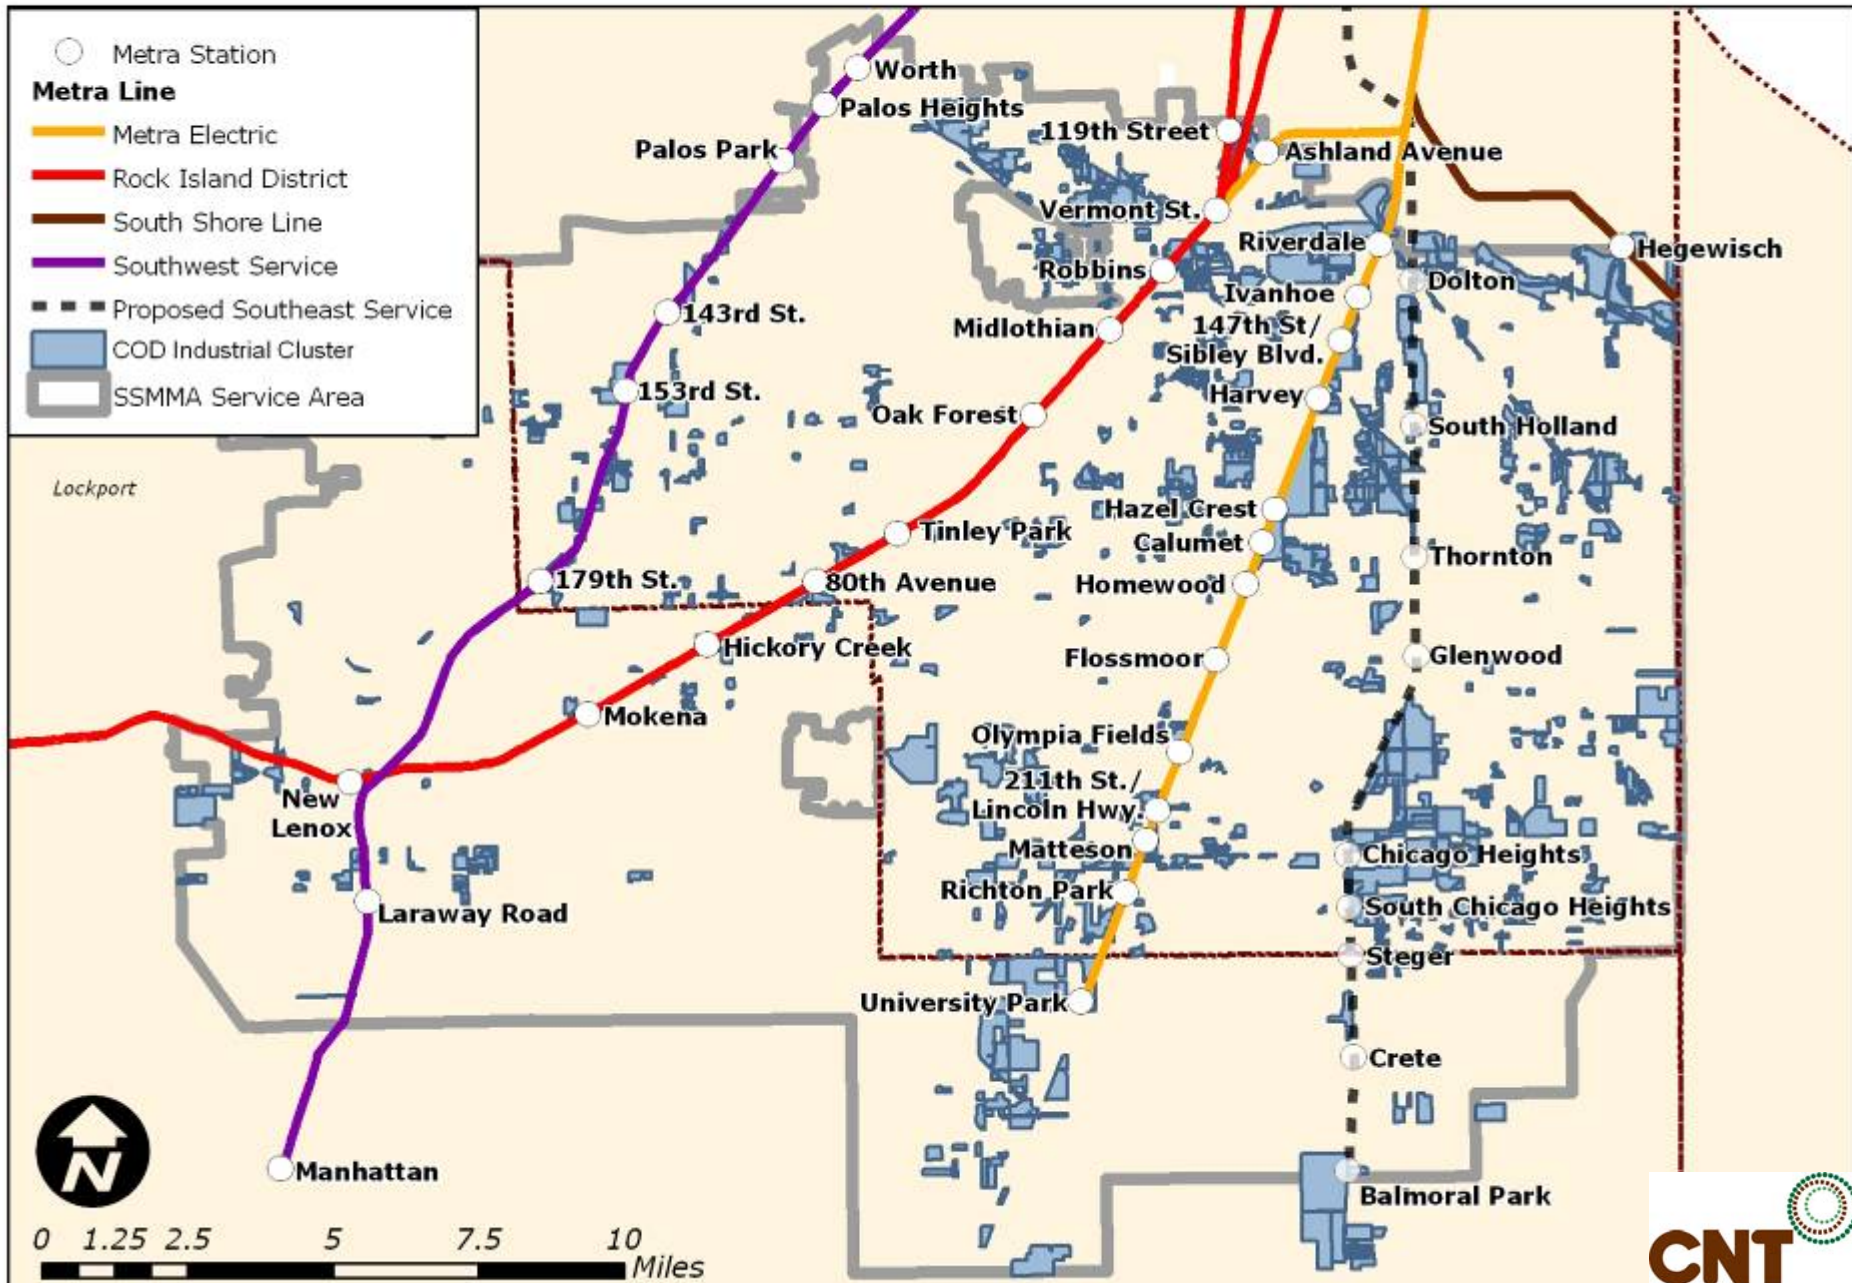 Metra Station
Metra Line
Metra Electric
Rock Island District
South Shore Line
Southwest Service
Proposed Southeast Service
COD Industrial Cluster
SSMMA Service Area
Worth
Palos Heights
119th Street
Palos Park
Ashland Avenue
Vermont St.
Riverdale
Hegewisch
Robbins
Dolton
Ivanhoe
143rd St.
147th St/
Midlothian
Sibley Blvd.
153rd St.
Harvey
Oak Forest
South Holland
Lockport
Hazel Crest
Tinley Park
Calumet
Thornton
179th St.
80th Avenue
Homewood
Hickory Creek
Flossmoor
Glenwood
Mokena
Olympia Fields
211th St./
New
Lincoln Hwy.
Lenox
Matteson
Chicago Heights
Richton Park
South Chicago Heights
Laraway Road
Steger
University Park
Crete
Manhattan
Balmoral Park
N
0 1.25 2.5 5 7.5 10
Miles
CNT